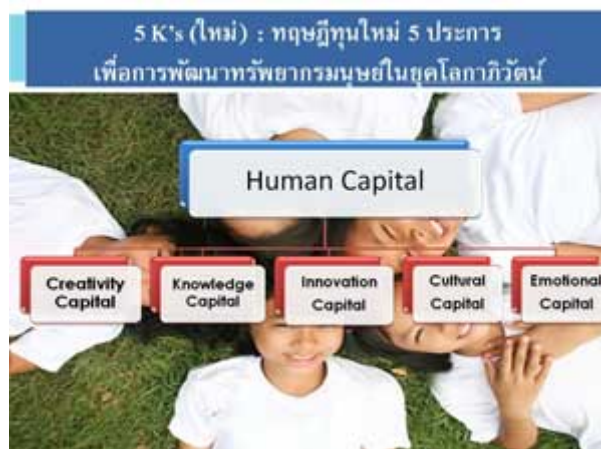 5 K's (ใหม่) : ทฤษฎีทุนใหม่ 5 ประการ
เพื่อการพัฒนาทรัพยากรมนุษย์ในยุคโลกาภิวัตน์
Human Capital
Creativity
Capital
Knowledge
Capital
Innovation
Capital
Cultural
Capital
Emotional
Capital